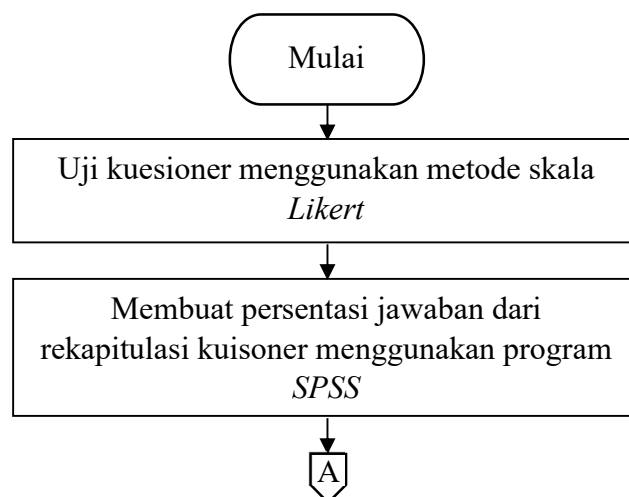 Mulai
Uji kuesioner menggunakan metode skala
Likert
Membuat persentasi jawaban dari
rekapitulasi kuisoner menggunakan program
SPSS
A